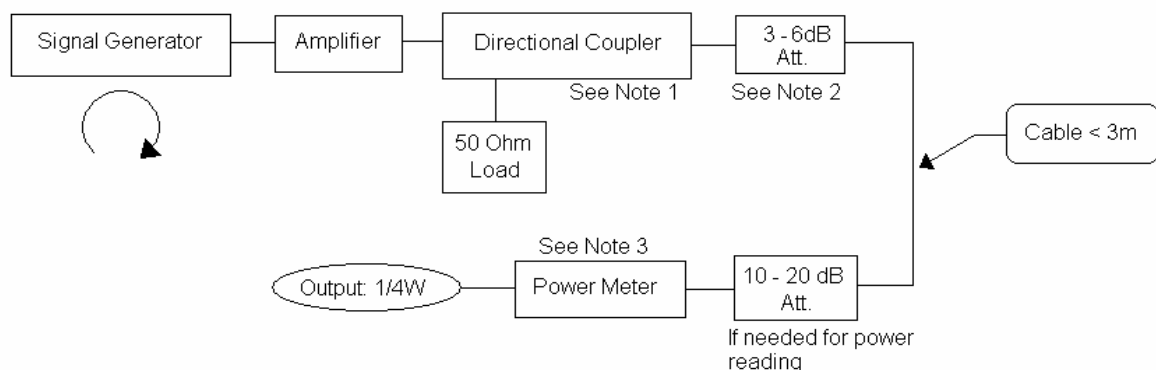 Signal Generator
Amplifier
Directional Coupler
3 - 6dB
Att.
See Note 1
See Note 2
50 Ohm
Load
Cable < 3m
See Note 3
Output: 1/4W
Power Meter
10 - 20 dB
Att.
If needed for power
reading